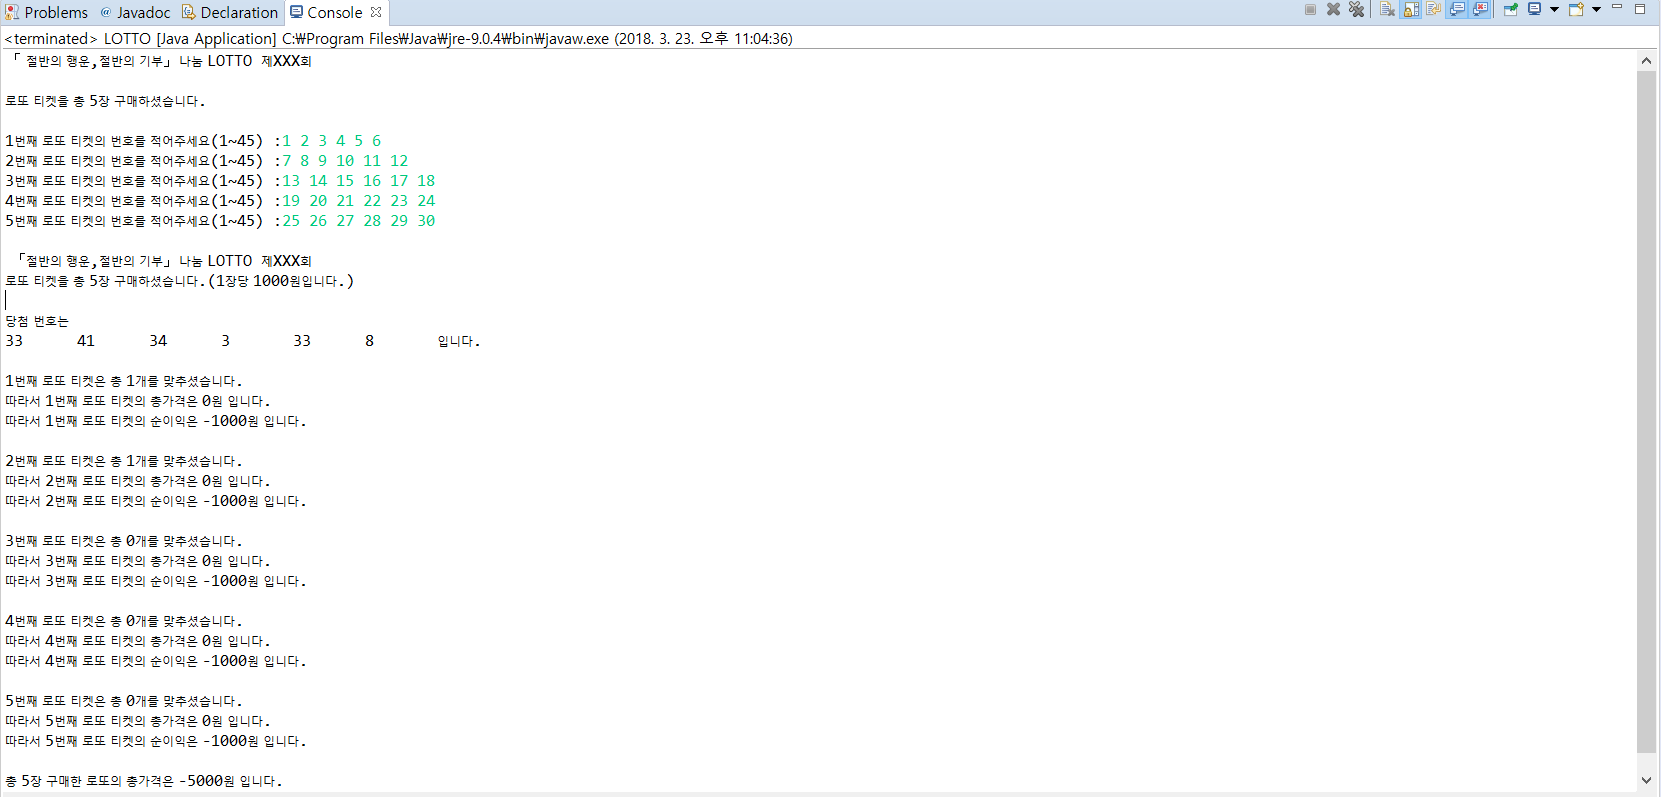 Problems @ Javadoc Declaration Console
<terminated> LOTTO [Java Application] C:₩Program Files₩Java₩jre-9.0.4₩bin₩javaw.exe (2018. 3. 23. 오후 11:04:36)
「 절반의 행운,절반의 기부」 나눔 LOTTO 제XXX회
로또 티켓을 총 5장 구매하셨습니다.
1번째 로또 티켓의 번호를 적어주세요(1~45) :1 2 3 4 5 6
2번째 로또 티켓의 번호를 적어주세요(1~45) :7 8 9 10 11 12
3번째 로또 티켓의 번호를 적어주세요(1~45) :13 14 15 16 17 18
4번째 로또 티켓의 번호를 적어주세요(1~45) :19 20 21 22 23 24
5번째 로또 티켓의 번호를 적어주세요(1~45) :25 26 27 28 29 30
「절반의 행운,절반의 기부」 나눔 LOTTO 제XXX회
로또 티켓을 총 5장 구매하셨습니다.(1장당 1000원입니다.)
당첨 번호는
33 41 34 3 33 8 입니다.
1번째 로또 티켓은 총 1개를 맞추셨습니다.
따라서 1번째 로또 티켓의 총가격은 0원 입니다.
따라서 1번째 로또 티켓의 순이익은 -1000원 입니다.
2번째 로또 티켓은 총 1개를 맞추셨습니다.
따라서 2번째 로또 티켓의 총가격은 0원 입니다.
따라서 2번째 로또 티켓의 순이익은 -1000원 입니다.
3번째 로또 티켓은 총 0개를 맞추셨습니다.
따라서 3번째 로또 티켓의 총가격은 0원 입니다.
따라서 3번째 로또 티켓의 순이익은 -1000원 입니다.
4번째 로또 티켓은 총 0개를 맞추셨습니다.
따라서 4번째 로또 티켓의 총가격은 0원 입니다.
따라서 4번째 로또 티켓의 순이익은 -1000원 입니다.
5번째 로또 티켓은 총 0개를 맞추셨습니다.
따라서 5번째 로또 티켓의 총가격은 0원 입니다.
따라서 5번째 로또 티켓의 순이익은 -1000원 입니다.
총 5장 구매한 로또의 총가격은 -5000원 입니다.